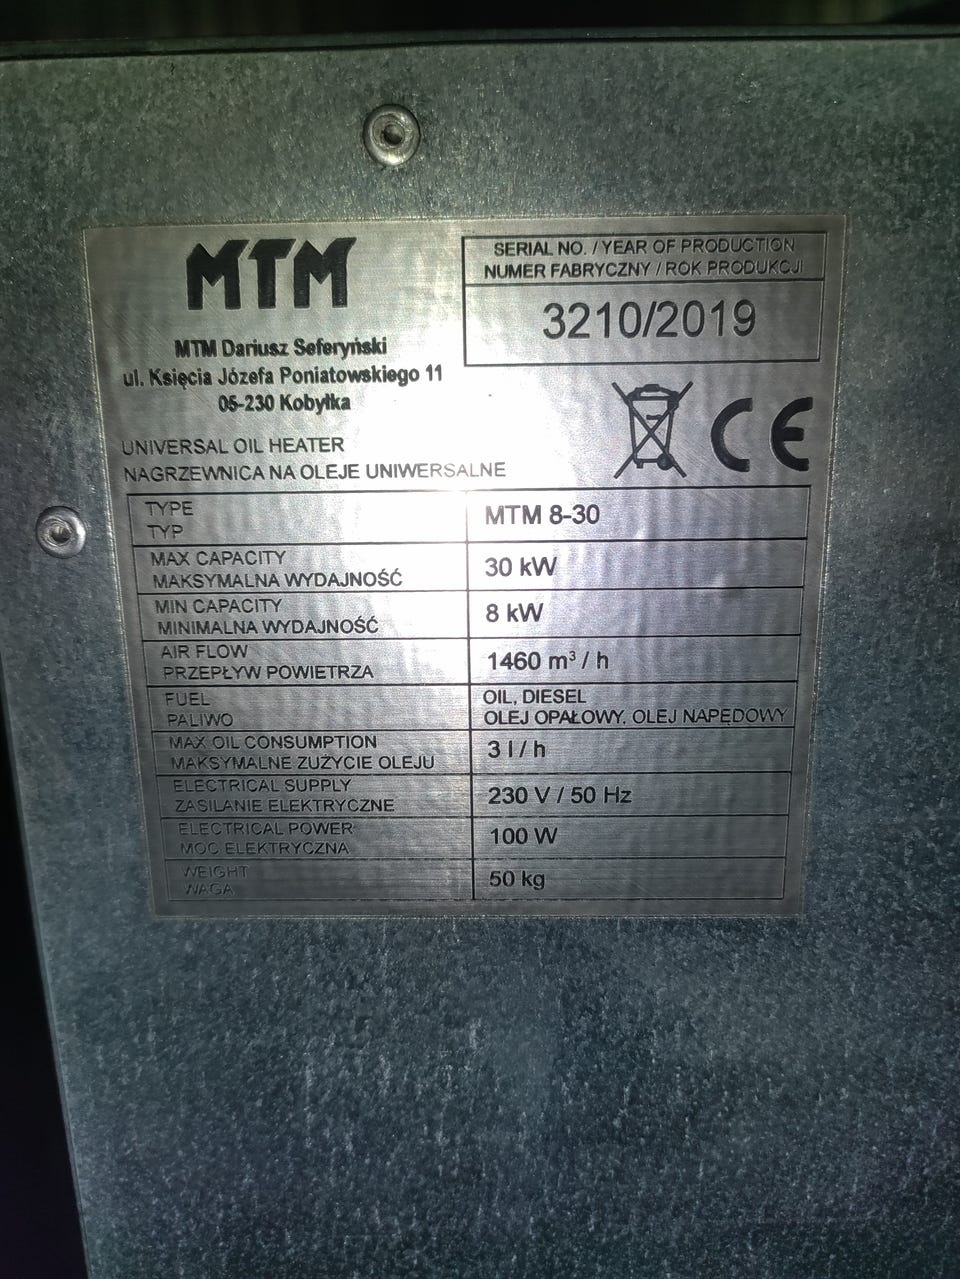 MTM
MTM Dariusz Seferyński
ul. Księcia Józefa Poniatowskiego 11
05-230 Kobyłka
SERIAL NO. / YEAR OF PRODUCTION
NUMER FABRYCZNY / ROK PRODUKCJI
3210/2019
CE
UNIVERSAL OIL HEATER
NAGRZEWNICA NA OLEJE UNIWERSALNE
TYPE
TYP
MTM 8-30
MAX CAPACITY
MAKSYMALNA WYDAJNOŚĆ
30 kW
MIN CAPACITY
MINIMALNA WYDAJNOŚĆ
8 kW
AIR FLOW
PRZEPŁYW POWIETRZA
1460 m³ / h
FUEL
PALIWO
OIL, DIESEL
OLEJ OPAŁOWY, OLEJ NAPĘDOWY
MAX OIL CONSUMPTION
MAKSYMALNE ZUŻYCIE OLEJU
3 l / h
ELECTRICAL SUPPLY
ZASILANIE ELEKTRYCZNE
230 V / 50 Hz
ELECTRICAL POWER
MOC ELEKTRYCZNA
100 W
WEIGHT
WAGA
50 kg